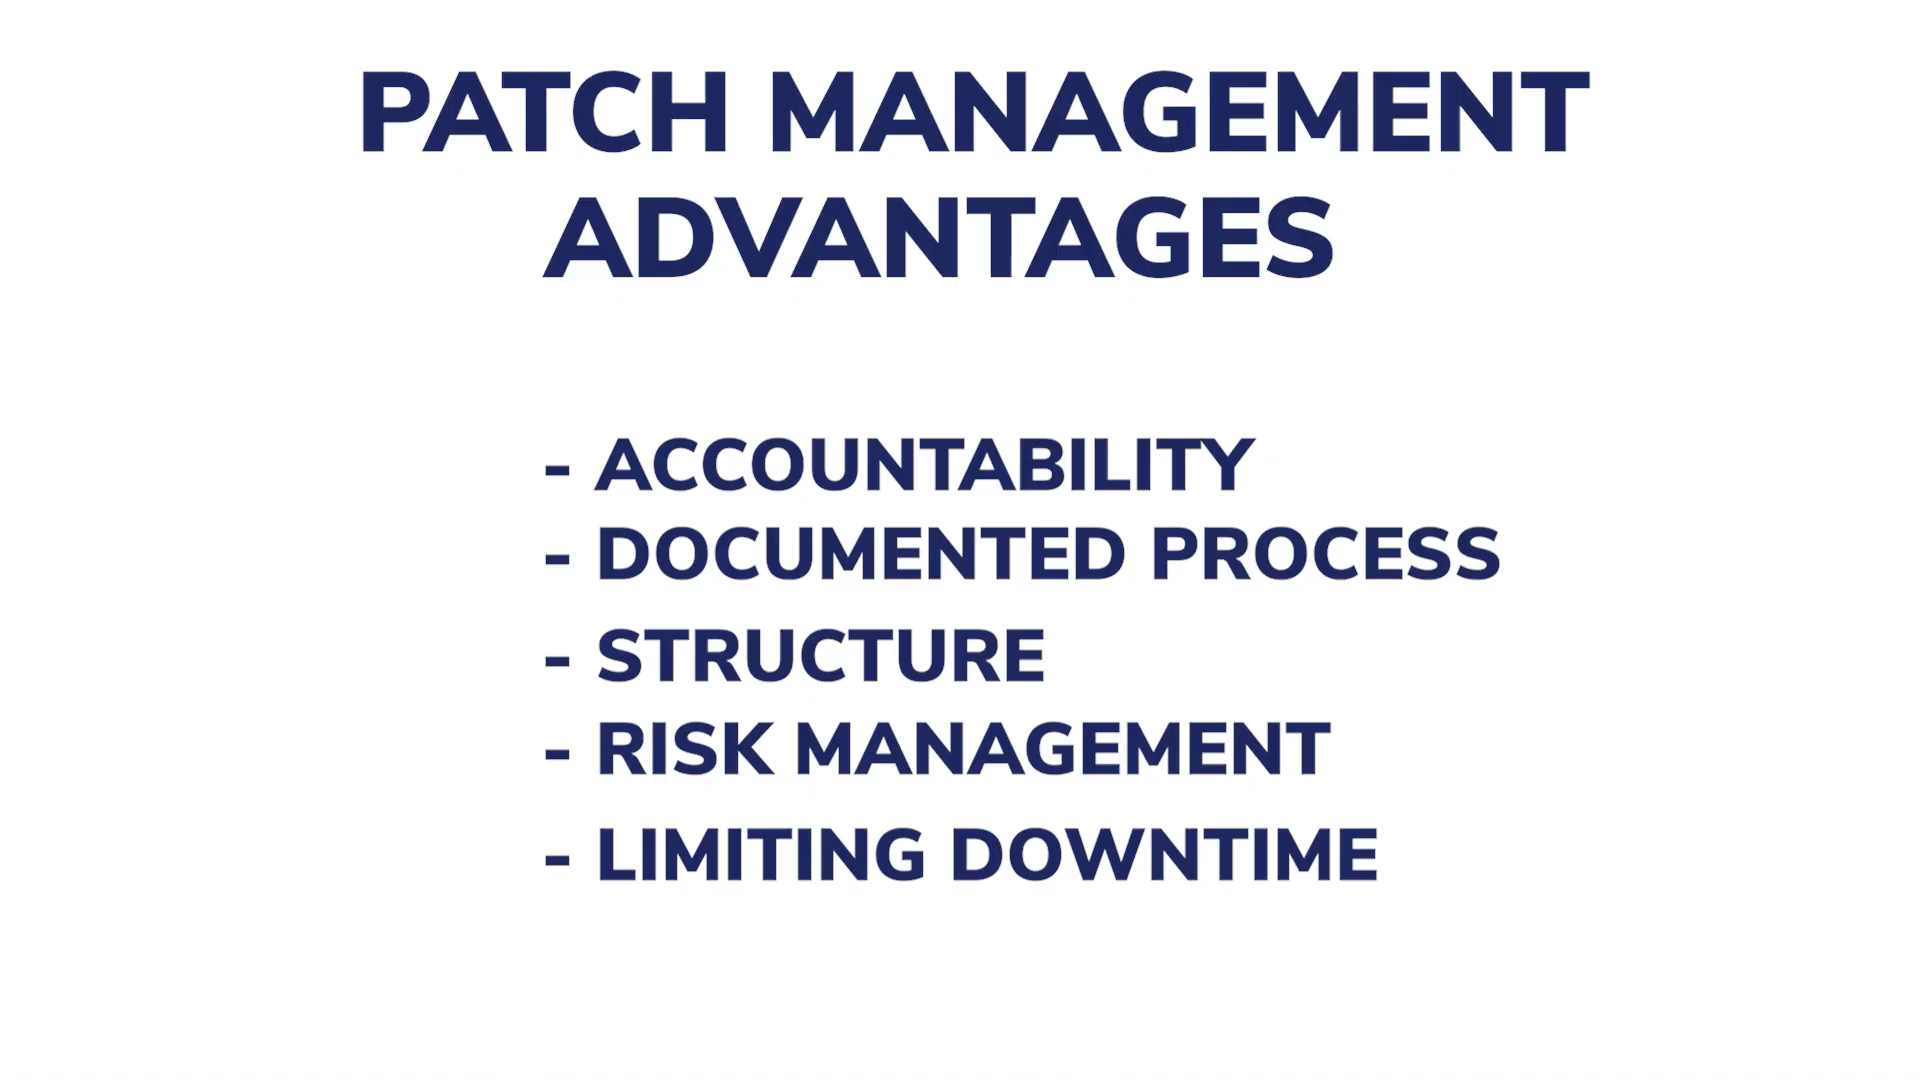 PATCH MANAGEMENT
ADVANTAGES
- ACCOUNTABILITY
- DOCUMENTED PROCESS
- STRUCTURE
- RISK MANAGEMENT
- LIMITING DOWNTIME